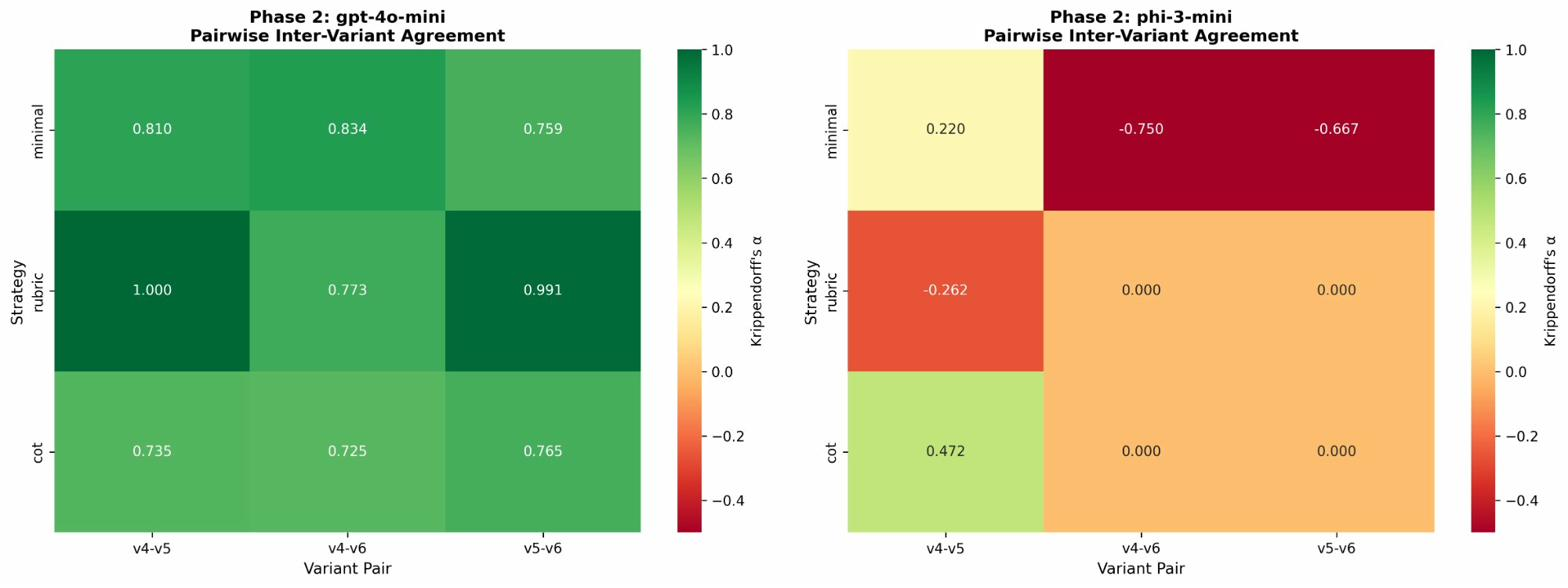 Phase 2: gpt-4o-mini
Pairwise Inter-Variant Agreement
Strategy
minimal
rubric
cot
0.810
0.834
0.759
1.000
0.773
0.991
0.735
0.725
0.765
v4-v5
v4-v6
v5-v6
Variant Pair
1.0
0.8
0.6
0.4
0.2
0.0
−0.2
−0.4
Krippendorff's α
Phase 2: phi-3-mini
Pairwise Inter-Variant Agreement
Strategy
minimal
rubric
cot
0.220
-0.750
-0.667
-0.262
0.000
0.000
0.472
0.000
0.000
v4-v5
v4-v6
v5-v6
Variant Pair
1.0
0.8
0.6
0.4
0.2
0.0
−0.2
−0.4
Krippendorff's α